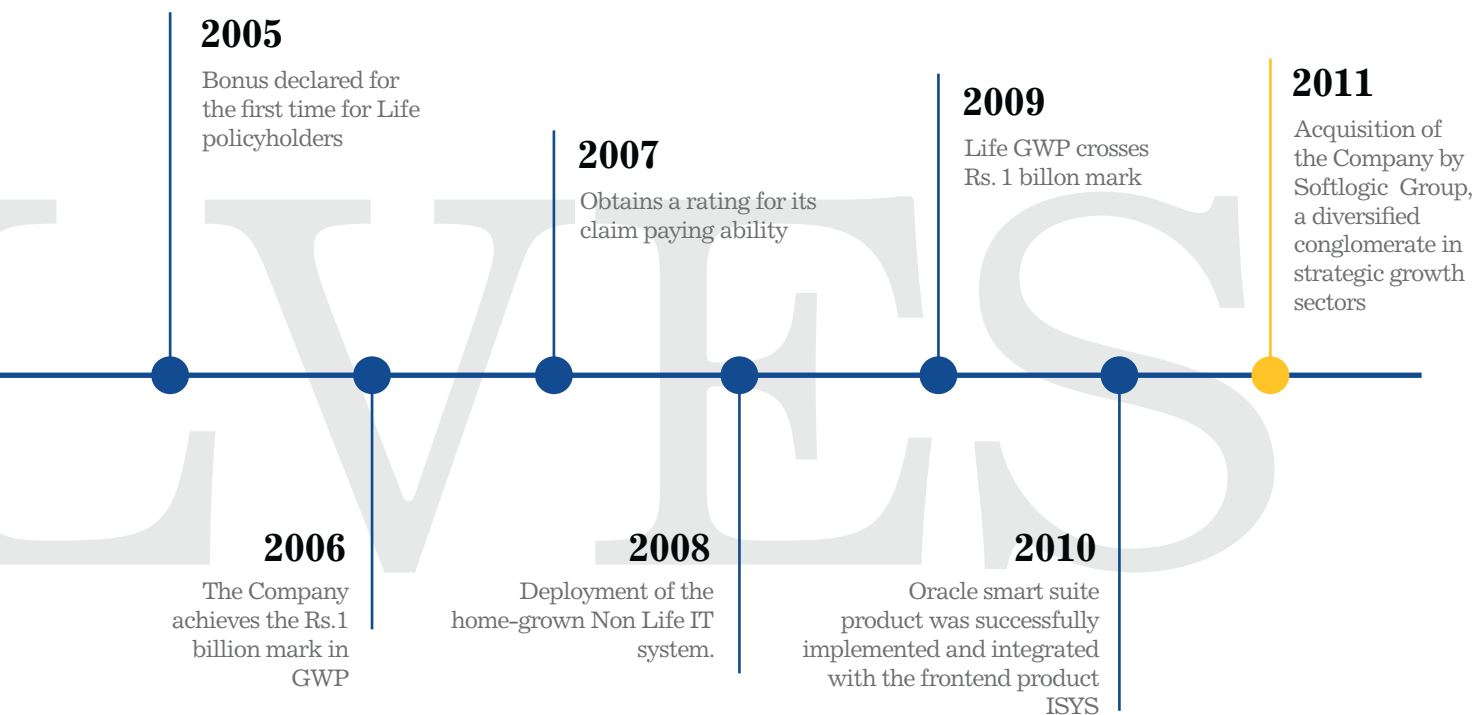 2005
Bonus declared for
the first time for Life
policyholders
2006
The Company
achieves the Rs.1
billion mark in
GWP
2007
Obtains a rating for its
claim paying ability
2008
Deployment of the
home-grown Non Life IT
system.
2009
Life GWP crosses
Rs. 1 billon mark
2010
Oracle smart suite
product was successfully
implemented and integrated
with the frontend product
ISYS
2011
Acquisition of
the Company by
Softlogic Group,
a diversified
conglomerate in
strategic growth
sectors
LVES